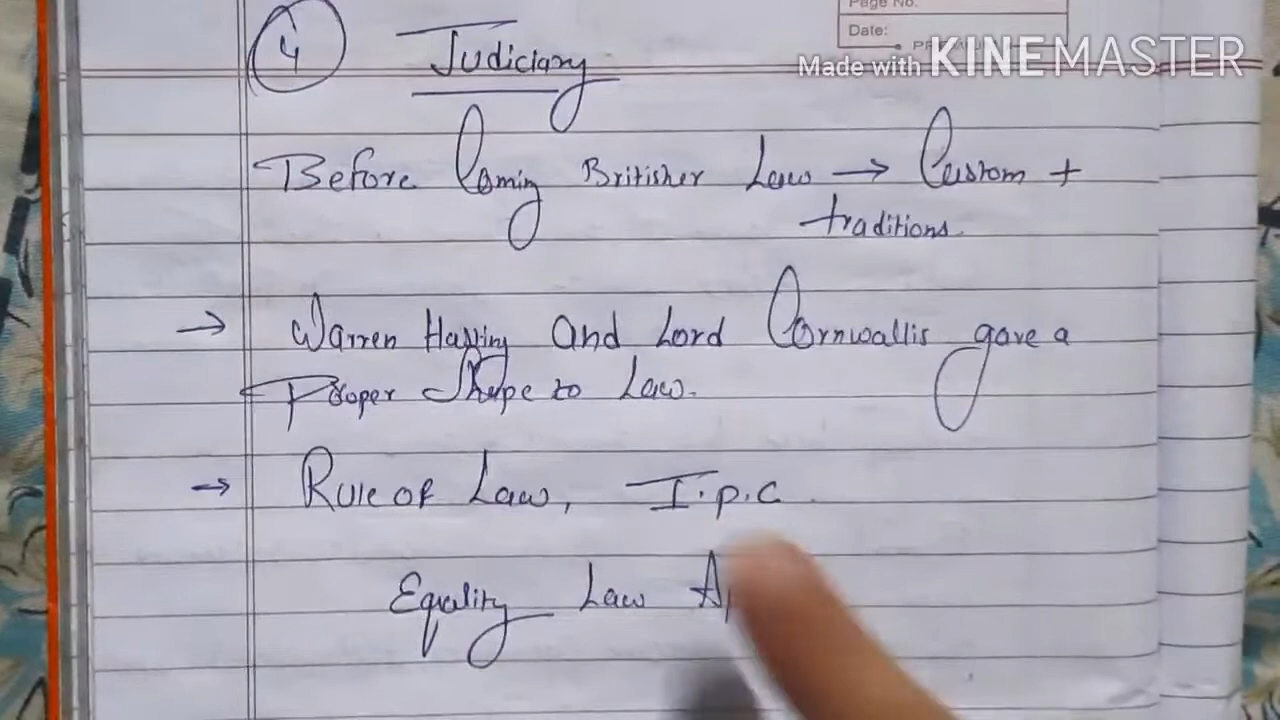 Page No.
Date:
Made with KINEMASTER
4 Judiciary
Before Coming Britisher Law → Custom +
traditions.
→ Warren Hasting and Lord Cornwallis gave a
Proper Shape to Law.
→ Rule of Law, I.p.c.
Equality Law